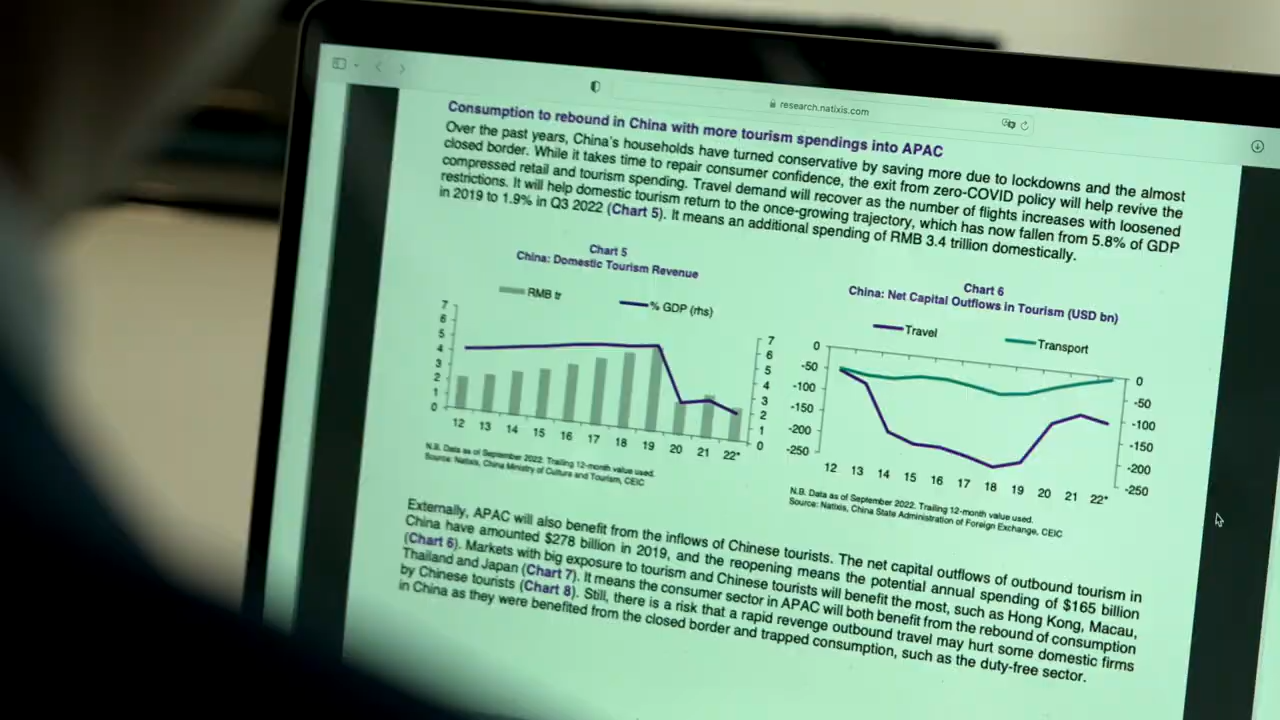 research.natixis.com
Consumption to rebound in China with more tourism spendings into APAC
Over the past years, China's households have turned conservative by saving more due to lockdowns and the almost
closed border. While it takes time to repair consumer confidence, the exit from zero-COVID policy will help revive the
compressed retail and tourism spending. Travel demand will recover as the number of flights increases with loosened
restrictions. It will help domestic tourism return to the once-growing trajectory, which has now fallen from 5.8% of GDP
in 2019 to 1.9% in Q3 2022 (Chart 5). It means an additional spending of RMB 3.4 trillion domestically.
Chart 5
China: Domestic Tourism Revenue
RMB tr
% GDP (rhs)
7
6
5
4
3
2
1
0
7
6
5
4
3
2
1
0
12 13 14 15 16 17 18 19 20 21 22*
N.B. Data as of September 2022. Trailing 12-month value used.
Source: Natixis, China Ministry of Culture and Tourism, CEIC
Chart 6
China: Net Capital Outflows in Tourism (USD bn)
Travel
Transport
0
-50
-100
-150
-200
-250
0
-50
-100
-150
-200
-250
12 13 14 15 16 17 18 19 20 21 22*
N.B. Data as of September 2022. Trailing 12-month value used.
Source: Natixis, China State Administration of Foreign Exchange, CEIC
Externally, APAC will also benefit from the inflows of Chinese tourists. The net capital outflows of outbound tourism in
China have amounted $278 billion in 2019, and the reopening means the potential annual spending of $165 billion
(Chart 6). Markets with big exposure to tourism and Chinese tourists will benefit the most, such as Hong Kong, Macau,
Thailand and Japan (Chart 7). It means the consumer sector in APAC will both benefit from the rebound of consumption
by Chinese tourists (Chart 8). Still, there is a risk that a rapid revenge outbound travel may hurt some domestic firms
in China as they were benefited from the closed border and trapped consumption, such as the duty-free sector.